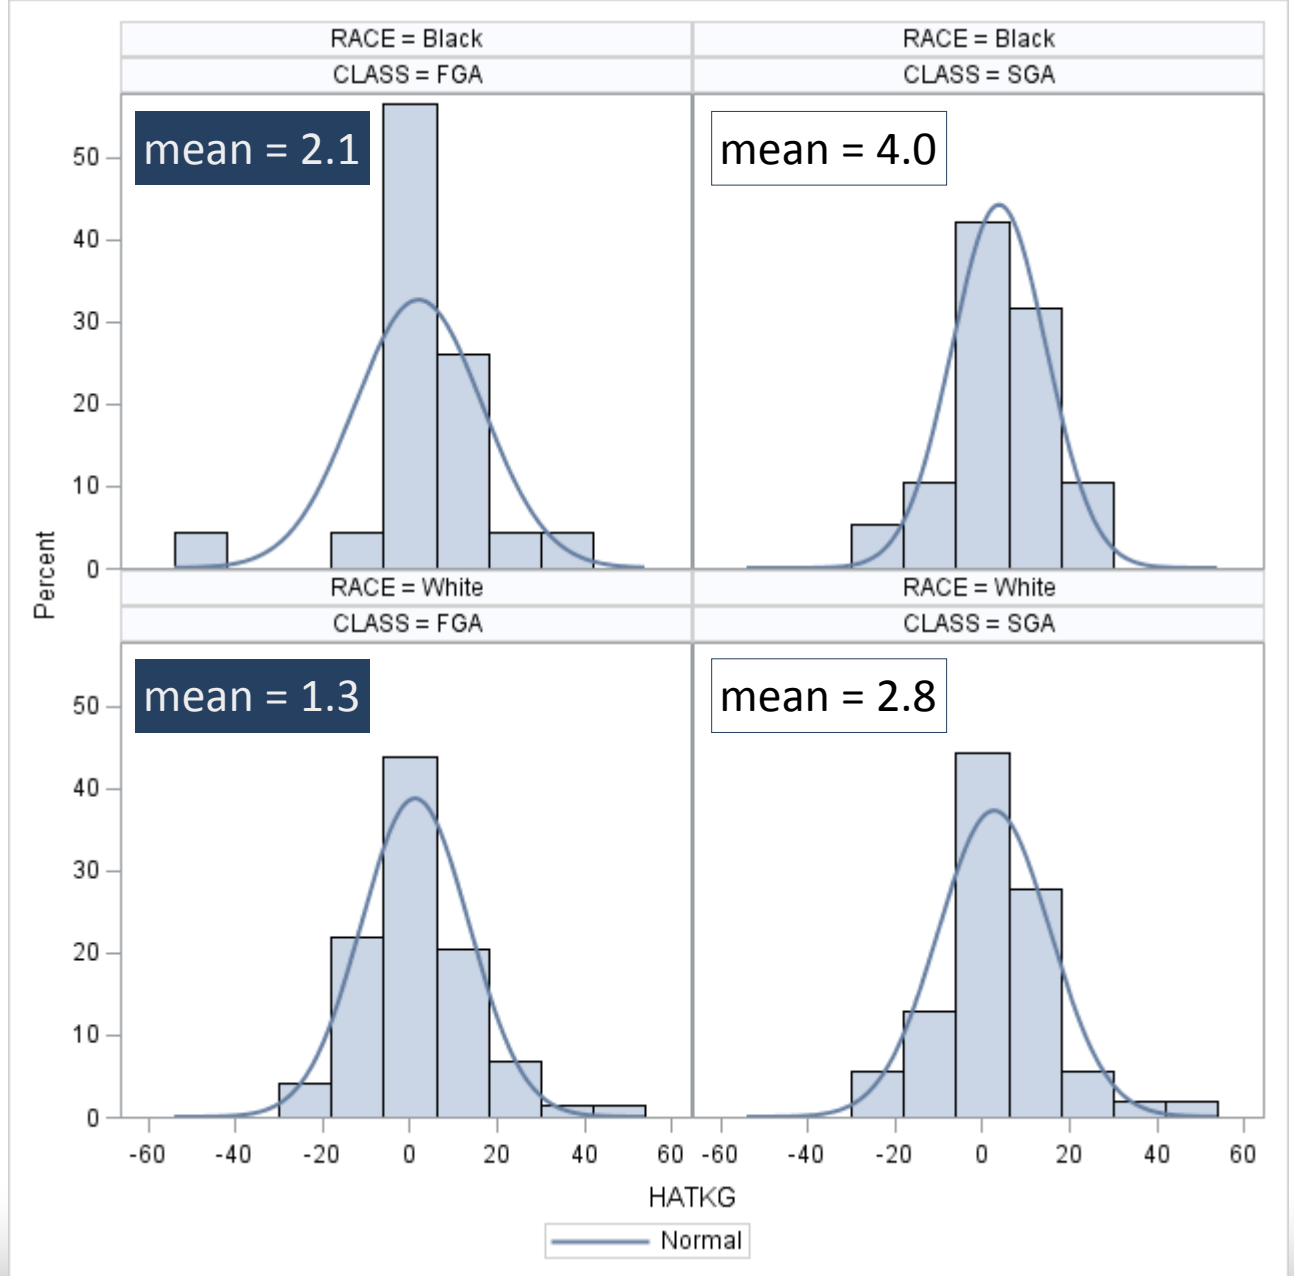 RACE = Black
CLASS = FGA
RACE = Black
CLASS = SGA
mean = 2.1
mean = 4.0
50
40
30
20
10
0
Percent
RACE = White
CLASS = FGA
RACE = White
CLASS = SGA
mean = 1.3
mean = 2.8
50
40
30
20
10
0
-60 -40 -20 0 20 40 60 -60 -40 -20 0 20 40 60
HATKG
Normal